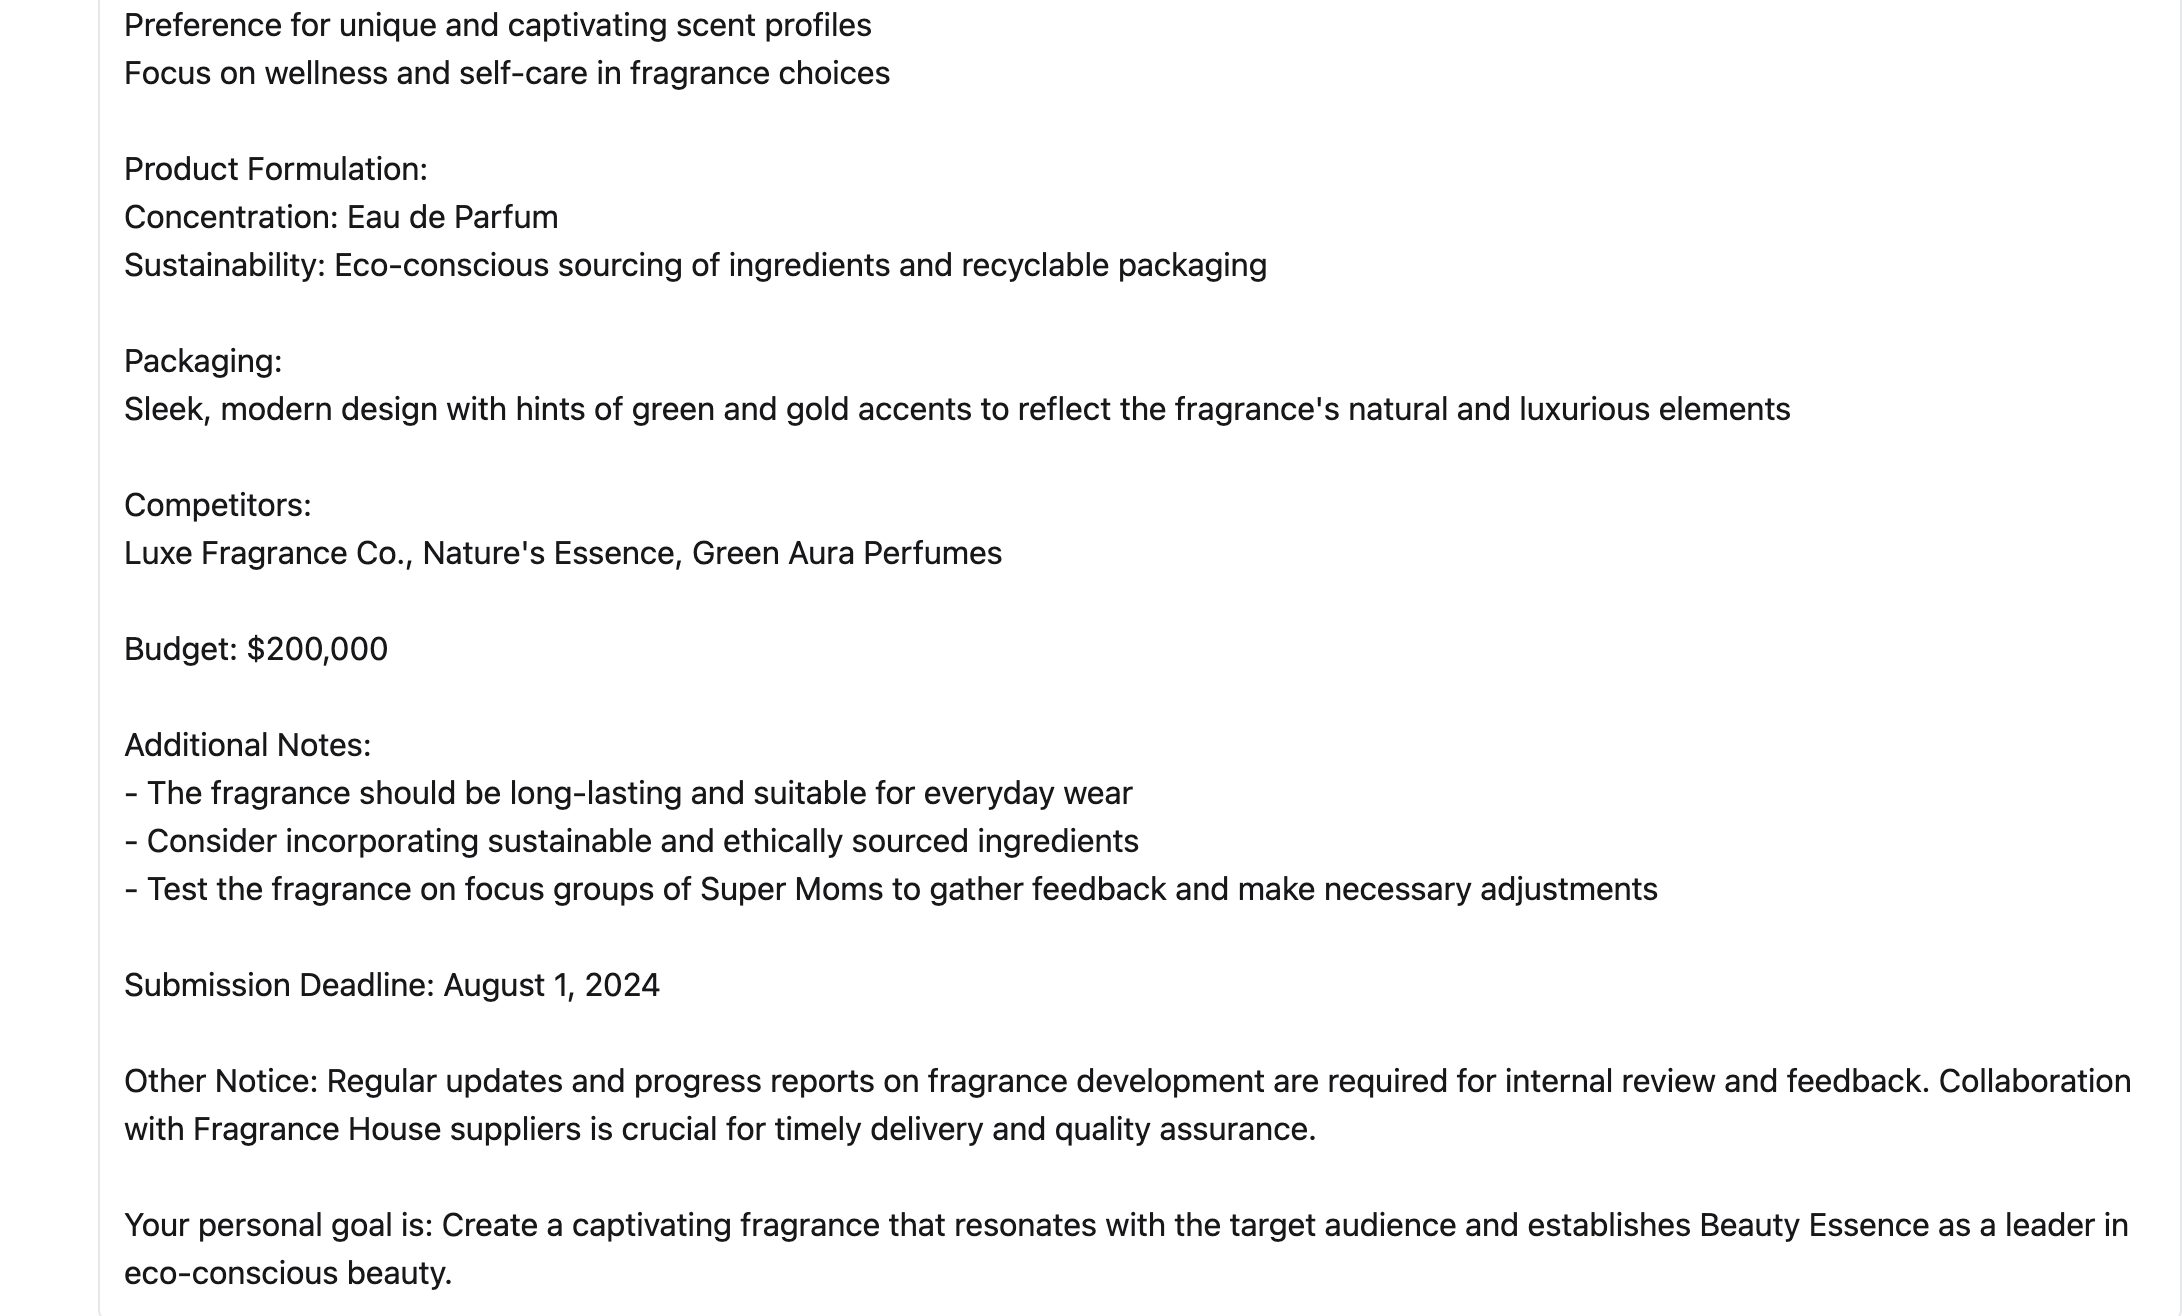 Preference for unique and captivating scent profiles
Focus on wellness and self-care in fragrance choices
Product Formulation:
Concentration: Eau de Parfum
Sustainability: Eco-conscious sourcing of ingredients and recyclable packaging
Packaging:
Sleek, modern design with hints of green and gold accents to reflect the fragrance's natural and luxurious elements
Competitors:
Luxe Fragrance Co., Nature's Essence, Green Aura Perfumes
Budget: $200,000
Additional Notes:
- The fragrance should be long-lasting and suitable for everyday wear
- Consider incorporating sustainable and ethically sourced ingredients
- Test the fragrance on focus groups of Super Moms to gather feedback and make necessary adjustments
Submission Deadline: August 1, 2024
Other Notice: Regular updates and progress reports on fragrance development are required for internal review and feedback. Collaboration
with Fragrance House suppliers is crucial for timely delivery and quality assurance.
Your personal goal is: Create a captivating fragrance that resonates with the target audience and establishes Beauty Essence as a leader in
eco-conscious beauty.